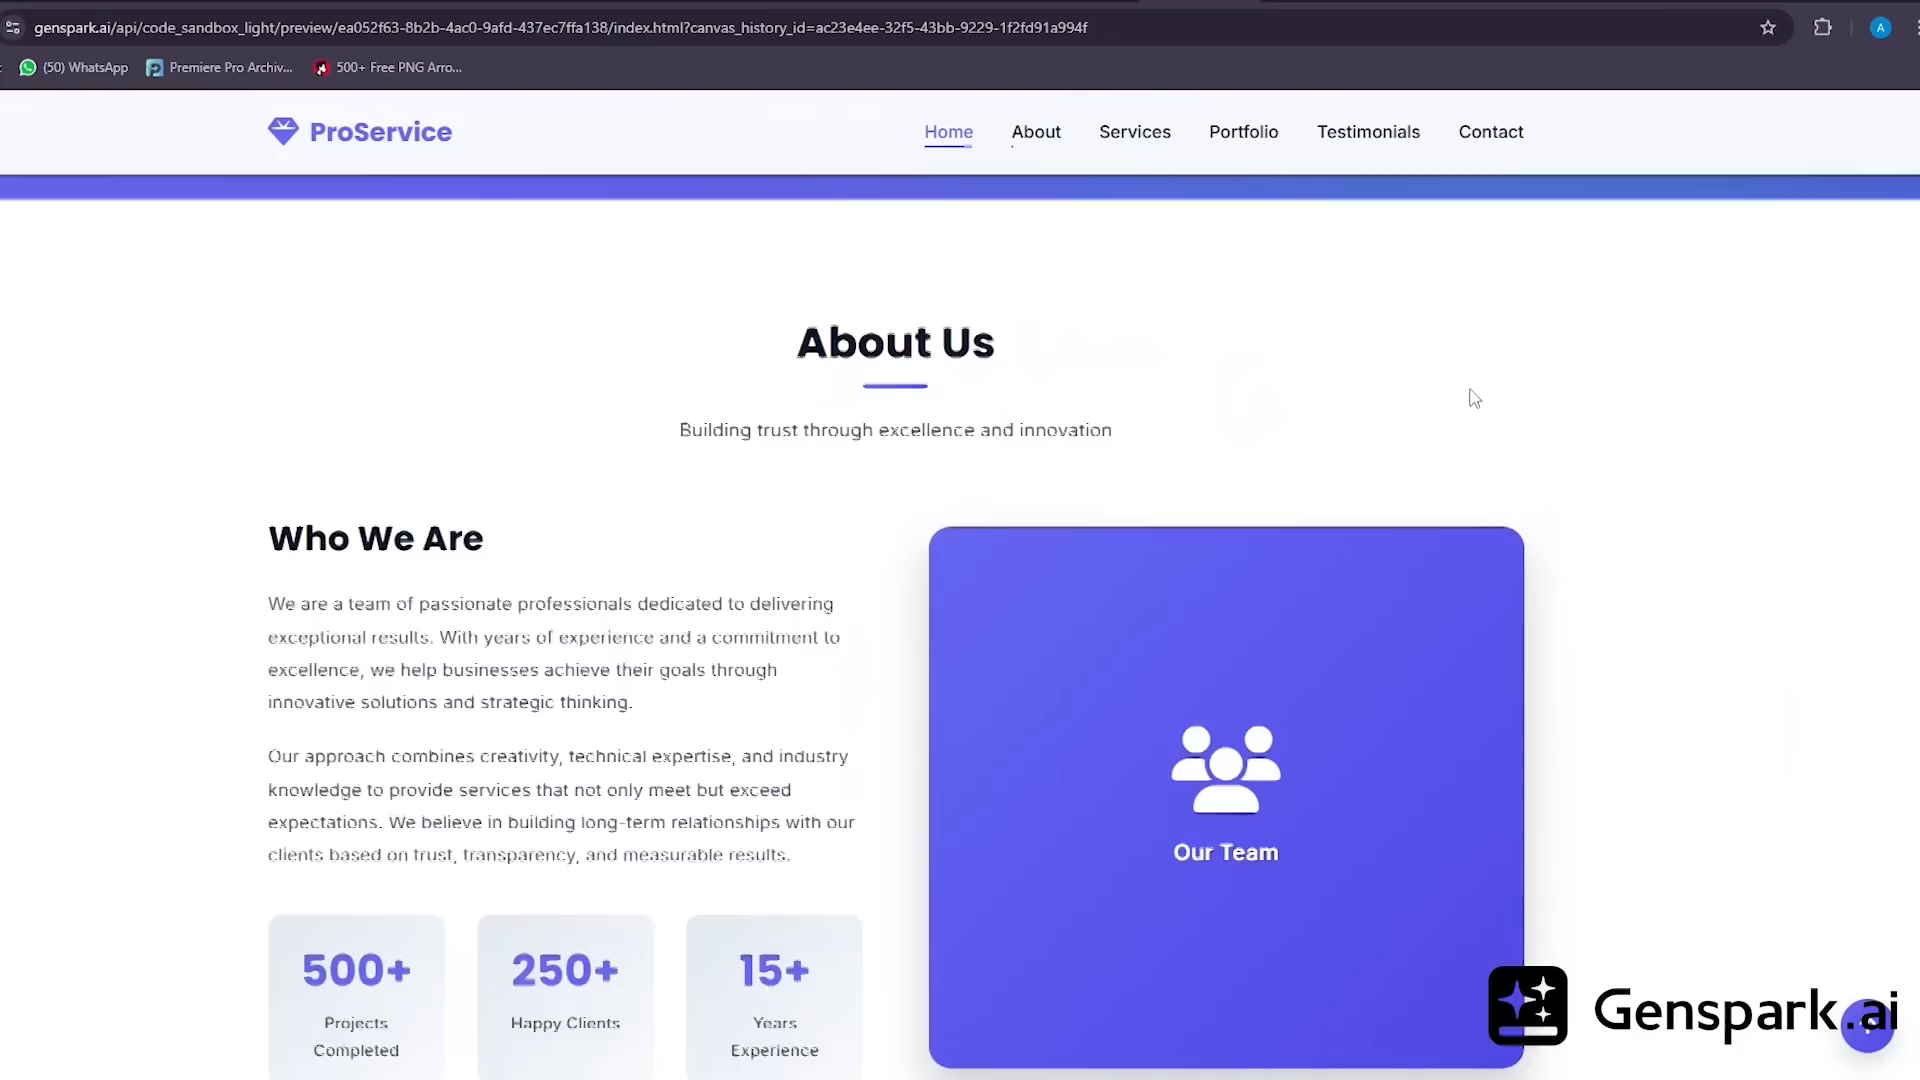 genspark.ai/api/code_sandbox_light/preview/ea052f63-8b2b-4ac0-9afd-437ec7ffa138/index.html?canvas_history_id=ac23e4ee-32f5-43bb-9229-1f2fd91a994f
A
(50) WhatsApp
Premiere Pro Archiv...
500+ Free PNG Arro...
ProService
Home
About
Services
Portfolio
Testimonials
Contact
About Us
Building trust through excellence and innovation
Who We Are
We are a team of passionate professionals dedicated to delivering
exceptional results. With years of experience and a commitment to
excellence, we help businesses achieve their goals through
innovative solutions and strategic thinking.
Our approach combines creativity, technical expertise, and industry
knowledge to provide services that not only meet but exceed
expectations. We believe in building long-term relationships with our
clients based on trust, transparency, and measurable results.
500+
Projects
Completed
250+
Happy Clients
15+
Years
Experience
Our Team
Genspark.ai